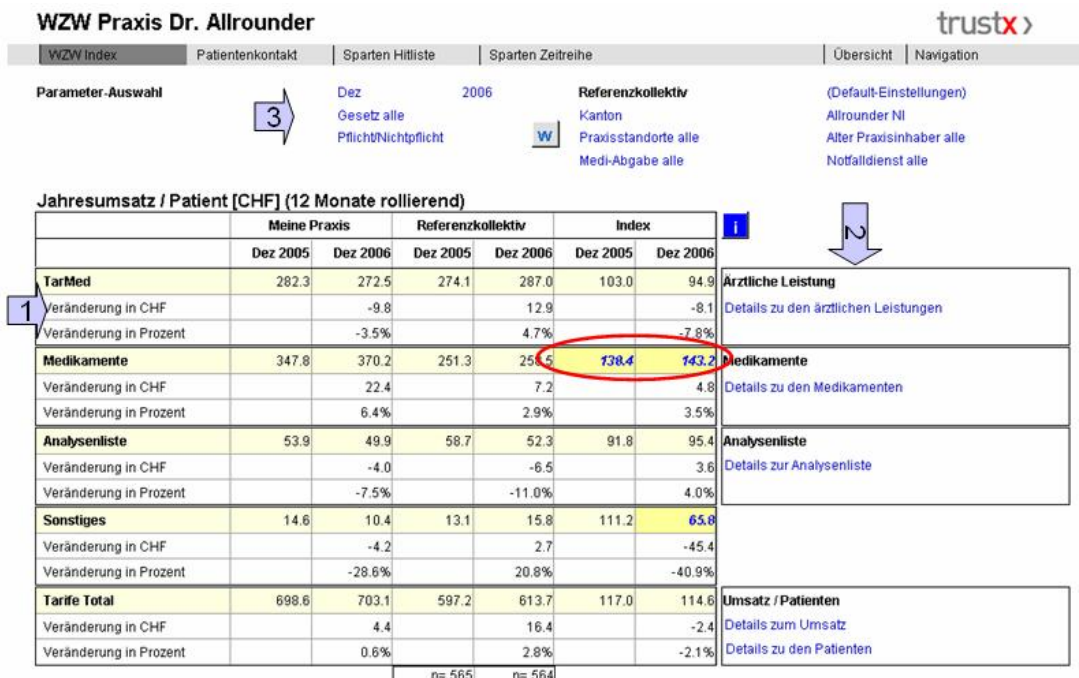 WZW Praxis Dr. Allrounder
trustx
WZW Index Patientenkontakt Sparten Hitliste Sparten Zeitreihe Übersicht Navigation
Parameter-Auswahl Dez 2006 Referenzkollektiv (Default-Einstellungen)
3 Gesetz alle Kanton Allrounder NI
Pflicht/Nichtpflicht W Praxisstandorte alle Alter Praxisinhaber alle
Medi-Abgabe alle Notfalldienst alle
Jahresumsatz / Patient [CHF] (12 Monate rollierend)
Meine Praxis Referenzkollektiv Index i 2
Dez 2005 Dez 2006 Dez 2005 Dez 2006 Dez 2005 Dez 2006
TarMed 282.3 272.5 274.1 287.0 103.0 94.9 Ärztliche Leistung
1 Veränderung in CHF -9.8 12.9 -8.1 Details zu den ärztlichen Leistungen
Veränderung in Prozent -3.5% 4.7% -7.8%
Medikamente 347.8 370.2 251.3 258.5 138.4 143.2 Medikamente
Veränderung in CHF 22.4 7.2 4.8 Details zu den Medikamenten
Veränderung in Prozent 6.4% 2.9% 3.5%
Analysenliste 53.9 49.9 58.7 52.3 91.8 95.4 Analysenliste
Veränderung in CHF -4.0 -6.5 3.6 Details zur Analysenliste
Veränderung in Prozent -7.5% -11.0% 4.0%
Sonstiges 14.6 10.4 13.1 15.8 111.2 65.8
Veränderung in CHF -4.2 2.7 -45.4
Veränderung in Prozent -28.6% 20.8% -40.9%
Tarife Total 698.6 703.1 597.2 613.7 117.0 114.6 Umsatz / Patienten
Veränderung in CHF 4.4 16.4 -2.4 Details zum Umsatz
Veränderung in Prozent 0.6% 2.8% -2.1% Details zu den Patienten
n= 565 n= 564